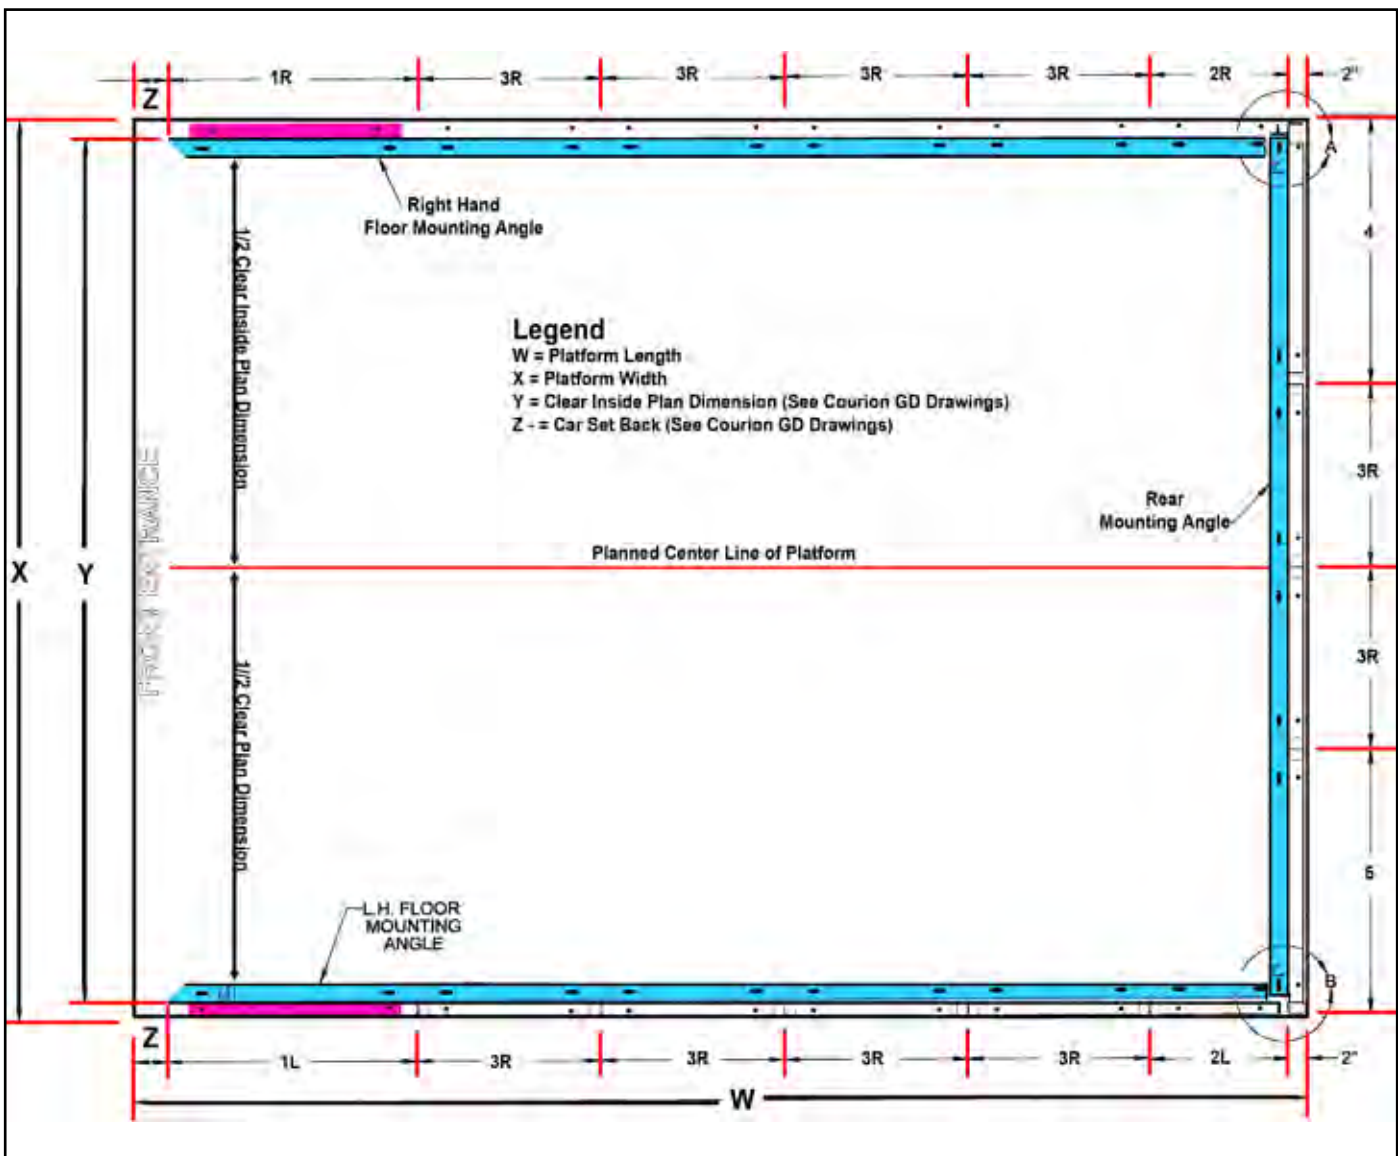 1R 3R 3R 3R 3R 2R 2"
Z
A
Right Hand
Floor Mounting Angle
4
1/2 Clear Inside Plan Dimension
Legend
W = Platform Length
X = Platform Width
Y = Clear Inside Plan Dimension (See Courion GD Drawings)
Z - = Car Set Back (See Courion GD Drawings)
FRONT ENTRANCE
3R
Rear
Mounting Angle
Planned Center Line of Platform
X Y
3R
1//2 Clear Plan Dimension
5
L.H. FLOOR
MOUNTING
ANGLE
B
Z
1L 3R 3R 3R 3R 2L 2"
W